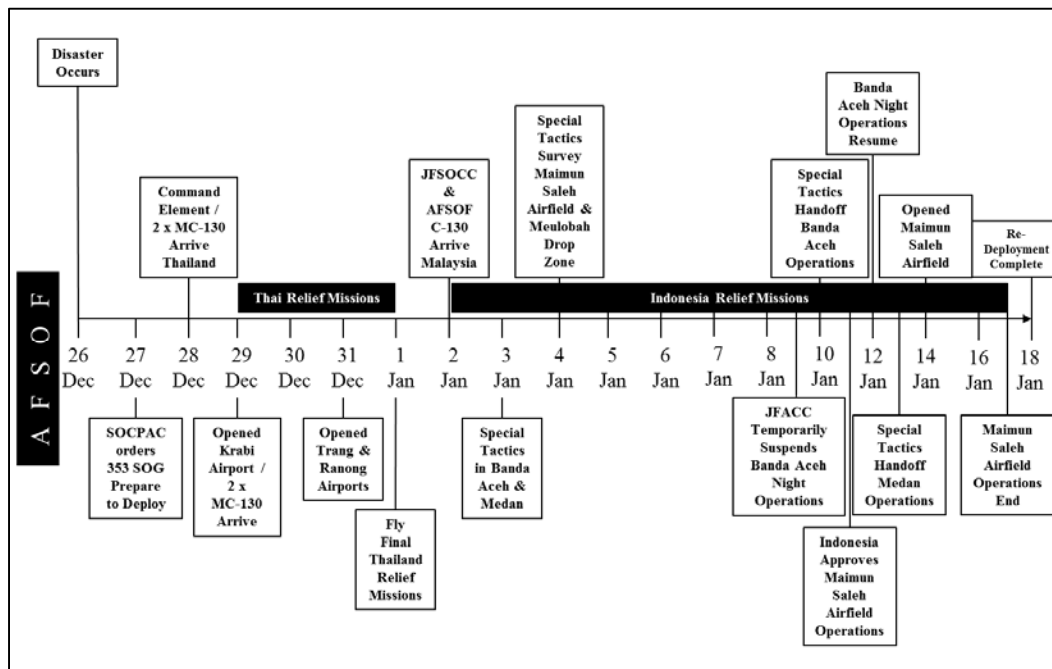 Disaster
Occurs
Command
Element /
2 x MC-130
Arrive
Thailand
JFSOCC
&
AFSOF
C-130
Arrive
Malaysia
Special
Tactics
Survey
Maimun
Saleh
Airfield &
Meulobah
Drop
Zone
Special
Tactics
Handoff
Banda
Aceh
Operations
Banda
Aceh Night
Operations
Resume
Opened
Maimun
Saleh
Airfield
Re-
Deployment
Complete
Thai Relief Missions
Indonesia Relief Missions
AFSOF
26
Dec
27
Dec
28
Dec
29
Dec
30
Dec
31
Dec
1
Jan
2
Jan
3
Jan
4
Jan
5
Jan
6
Jan
7
Jan
8
Jan
10
Jan
12
Jan
14
Jan
16
Jan
18
Jan
SOCPAC
orders
353 SOG
Prepare
to Deploy
Opened
Krabi
Airport /
2 x
MC-130
Arrive
Opened
Trang &
Ranong
Airports
Fly
Final
Thailand
Relief
Missions
Special
Tactics
in Banda
Aceh &
Medan
JFACC
Temporarily
Suspends
Banda Aceh
Night
Operations
Indonesia
Approves
Maimun
Saleh
Airfield
Operations
Special
Tactics
Handoff
Medan
Operations
Maimun
Saleh
Airfield
Operations
End